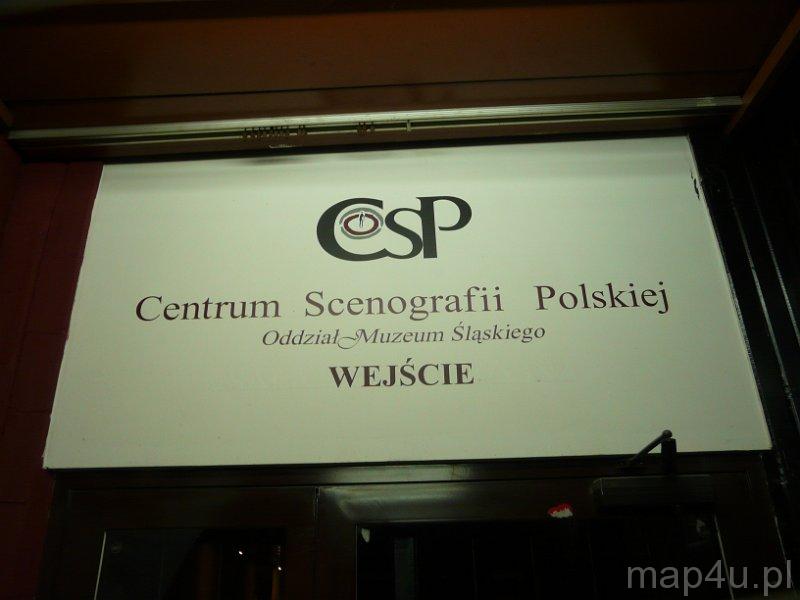 CSP
Centrum Scenografii Polskiej
Oddział Muzeum Śląskiego
WEJŚCIE
map4u.pl